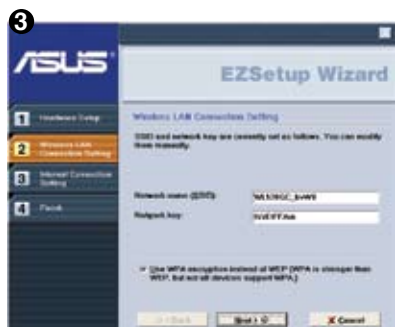 3
ASUS
EZSetup Wizard
1 Hardware Setup
2 Wireless LAN
Connection Setting
3 Internet Connection
Setting
4 Finish
Wireless LAN Connection Setting
SSID and network key are currently set as follows. You can modify
them manually.
Network name (SSID):
Network key:
Use WPA encryption instead of WEP (WPA is stronger than
WEP, but not all devices support WPA.)
< Back
Next >
Cancel